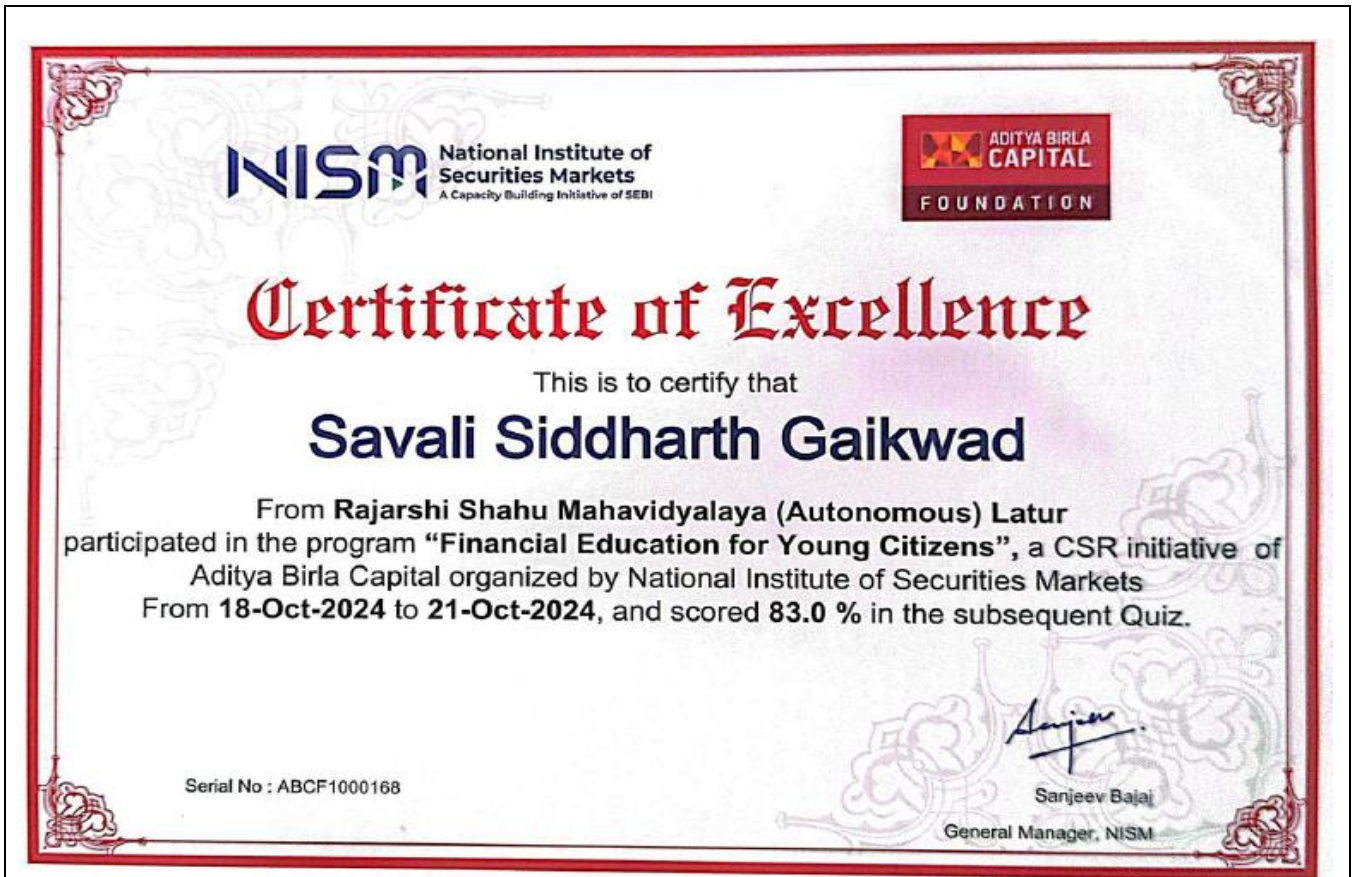 NISM National Institute of
Securities Markets
A Capacity Building Initiative of SEBI
ADITYA BIRLA
CAPITAL
FOUNDATION
Certificate of Excellence
This is to certify that
Savali Siddharth Gaikwad
From Rajarshi Shahu Mahavidyalaya (Autonomous) Latur
participated in the program “Financial Education for Young Citizens”, a CSR initiative of
Aditya Birla Capital organized by National Institute of Securities Markets
From 18-Oct-2024 to 21-Oct-2024, and scored 83.0 % in the subsequent Quiz.
Sanjeev
Serial No : ABCF1000168
Sanjeev Bajaj
General Manager, NISM